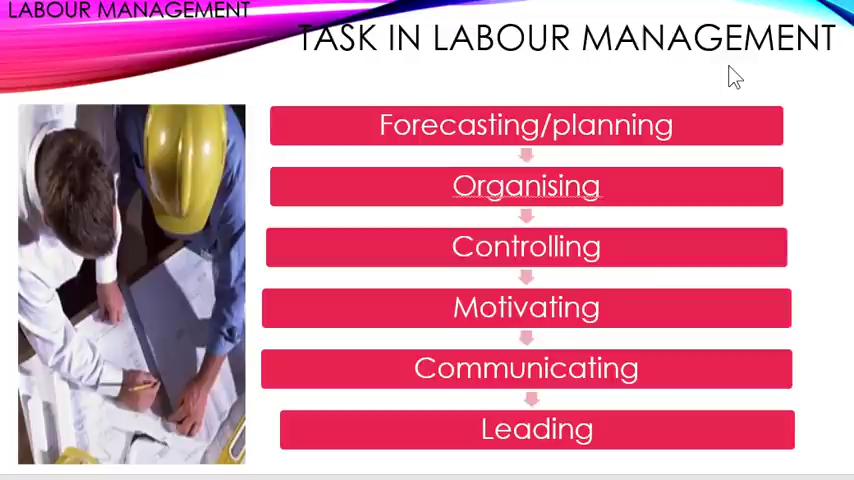 LABOUR MANAGEMENT
TASK IN LABOUR MANAGEMENT
Forecasting/planning
Organising
Controlling
Motivating
Communicating
Leading